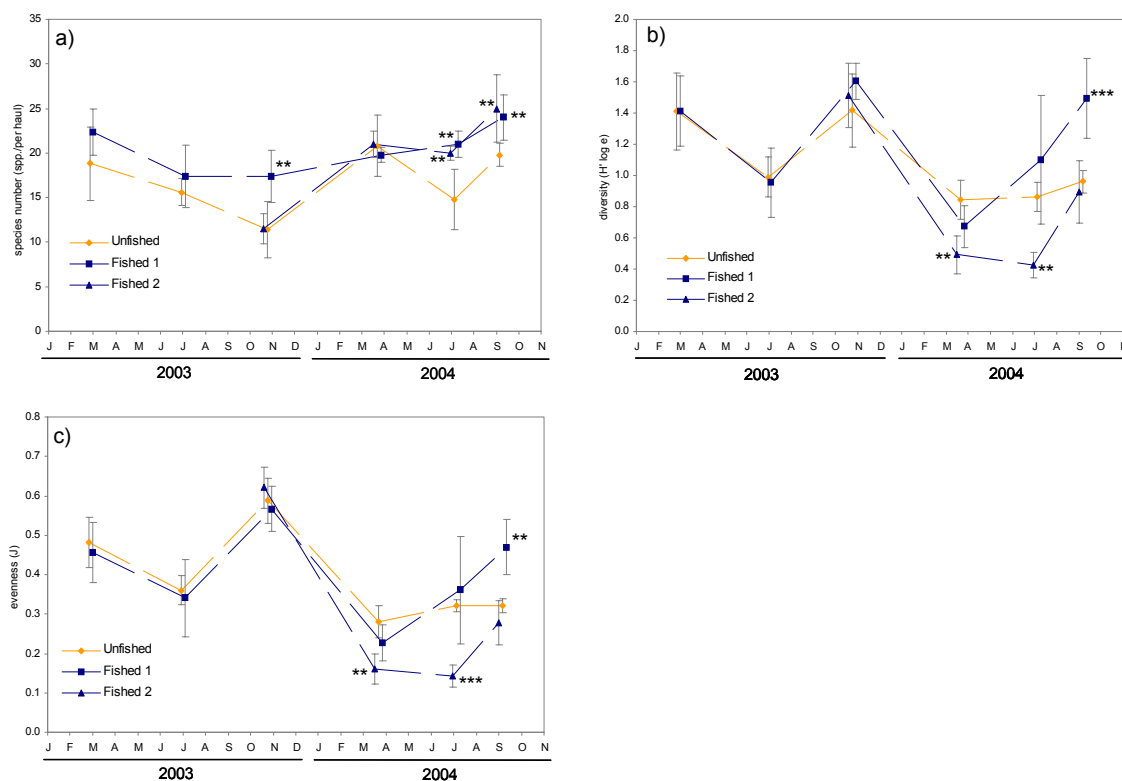 a)
35
30
25
20
15
10
5
0
species number (spp./per haul)
**
**
**
**
**
Unfished
Fished 1
Fished 2
J F M A M J J A S O N D J F M A M J J A S O N
2003 2004
b)
2.0
1.8
1.6
1.4
1.2
1.0
0.8
0.6
0.4
0.2
0.0
diversity (H' log e)
***
**
**
Unfished
Fished 1
Fished 2
J F M A M J J A S O N D J F M A M J J A S O N
2003 2004
c)
0.8
0.7
0.6
0.5
0.4
0.3
0.2
0.1
0.0
evenness (J)
**
**
***
Unfished
Fished 1
Fished 2
J F M A M J J A S O N D J F M A M J J A S O N
2003 2004